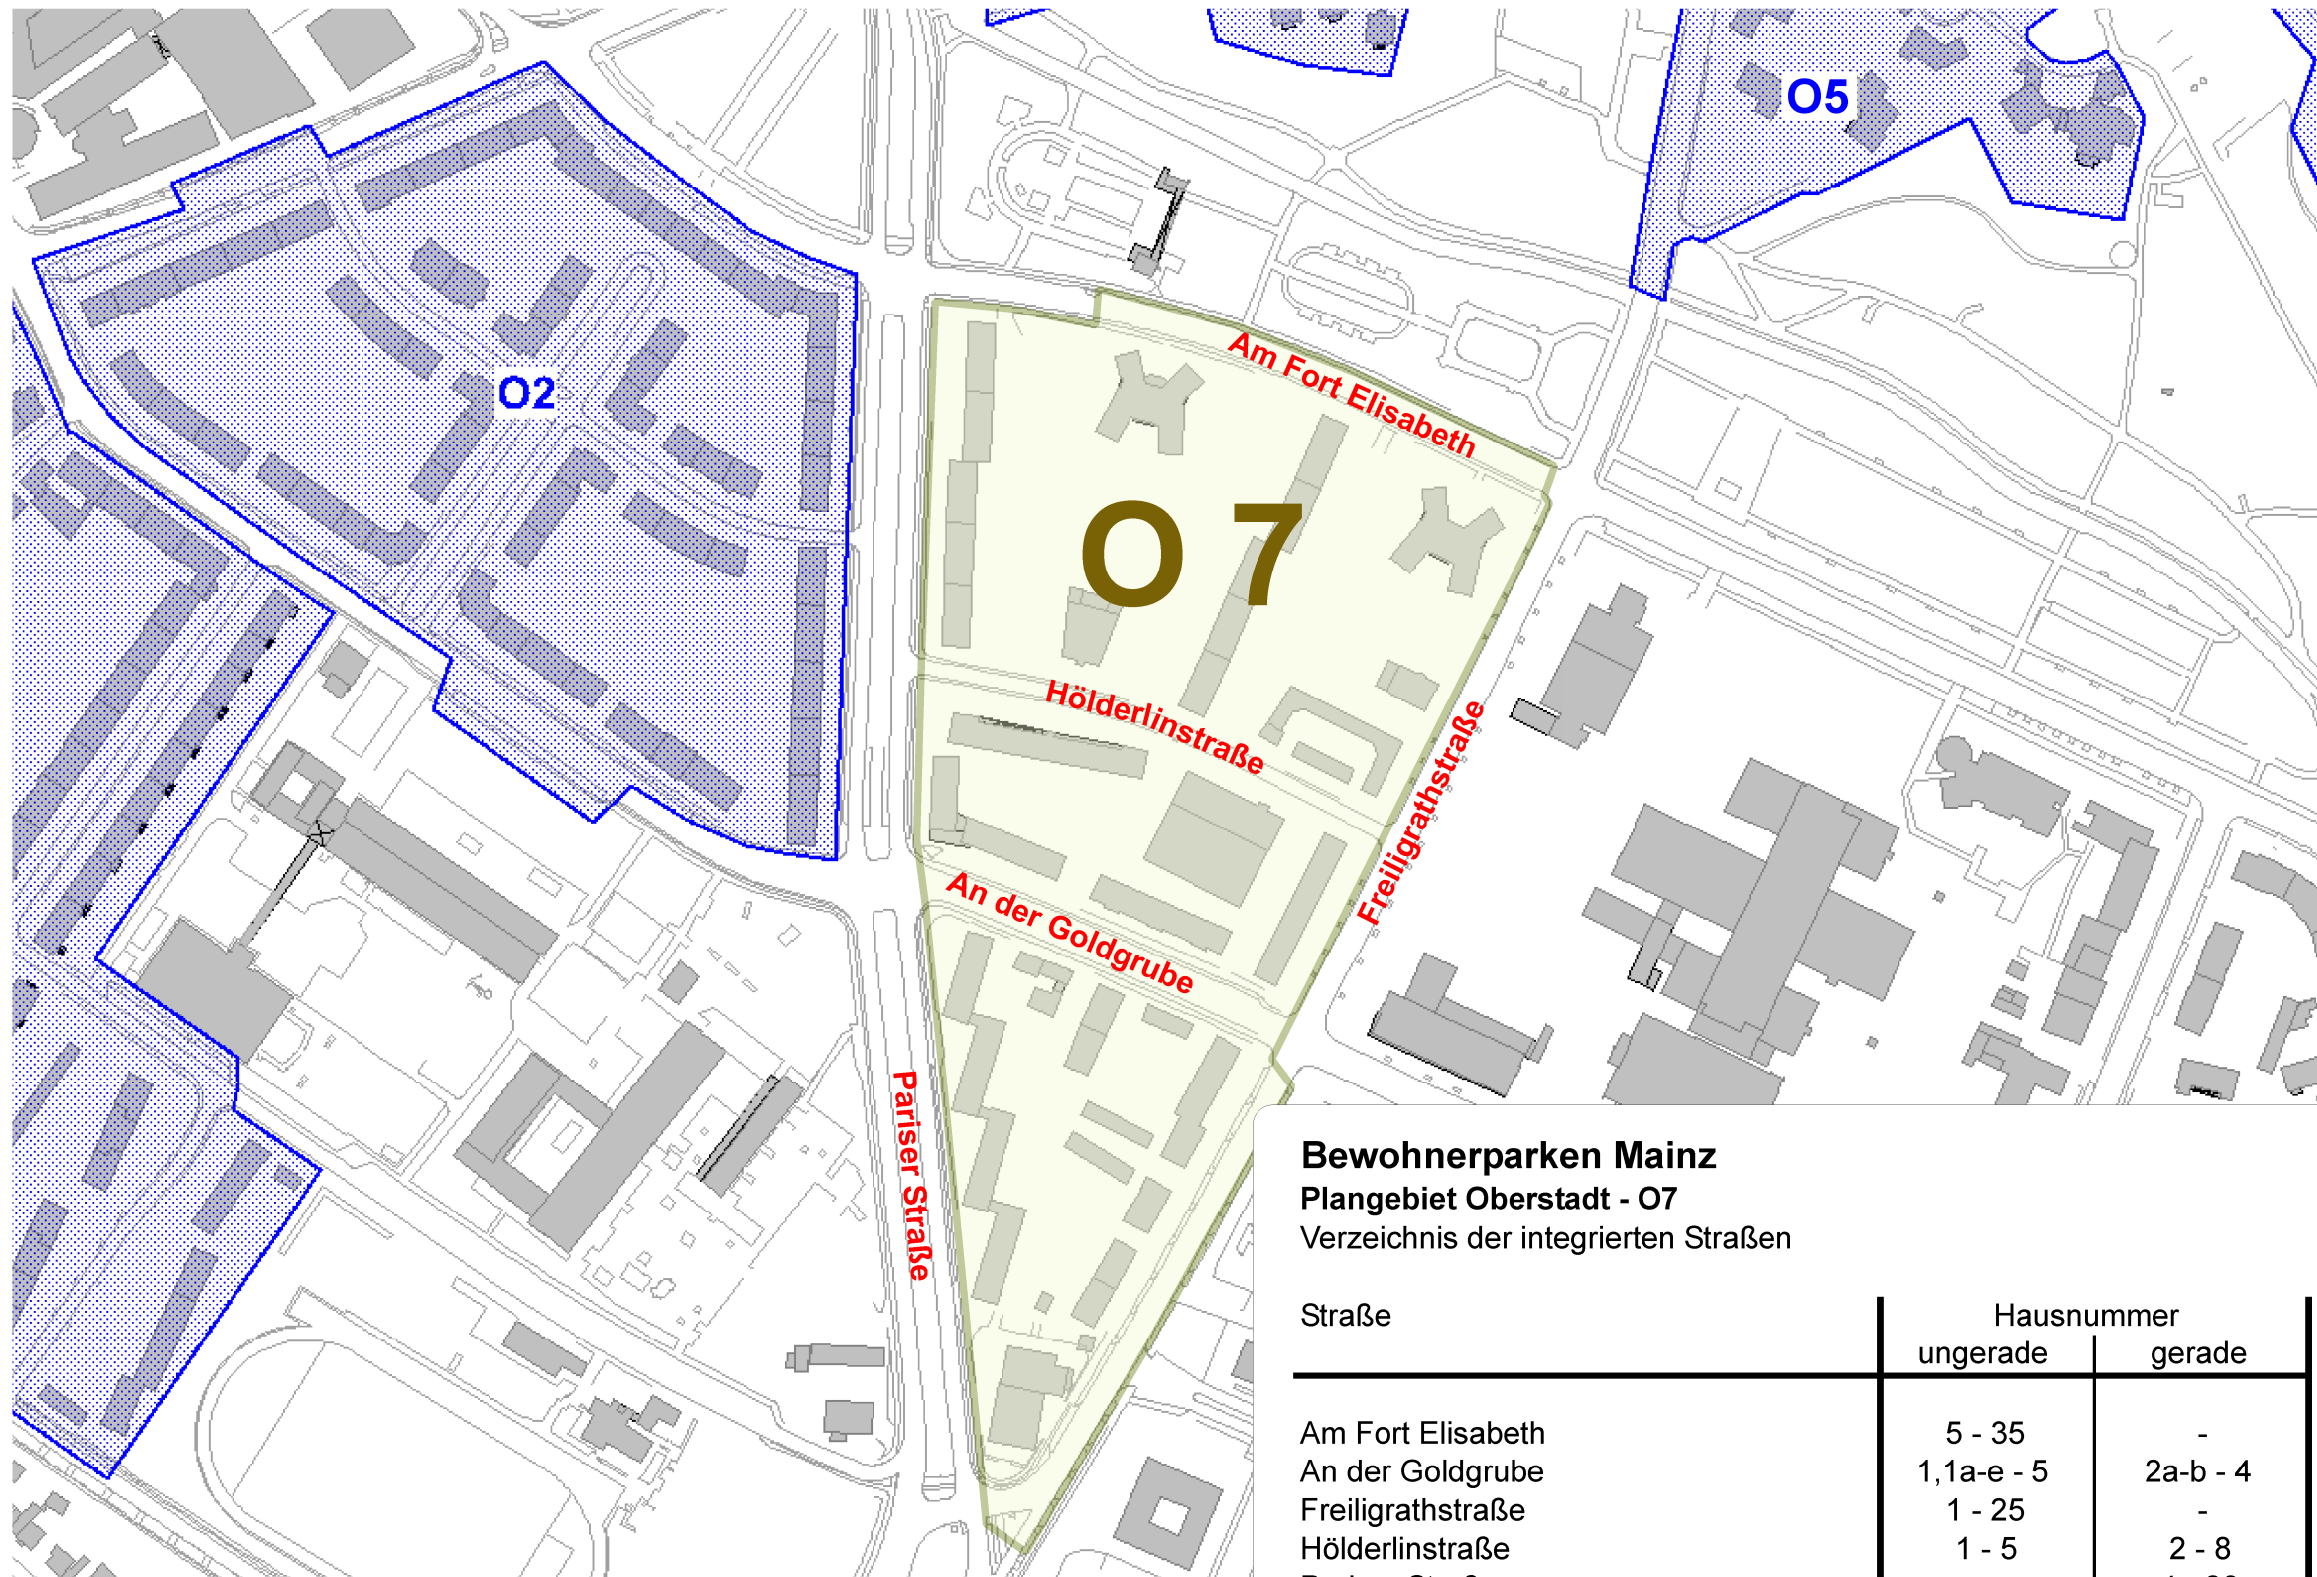 O5
O2
Am Fort Elisabeth
O 7
Hölderlinstraße
Freiligrathstraße
An der Goldgrube
Pariser Straße
Bewohnerparken Mainz
Plangebiet Oberstadt - O7
Verzeichnis der integrierten Straßen
Straße Hausnummer
ungerade gerade
Am Fort Elisabeth 5 - 35 -
An der Goldgrube 1,1a-e - 5 2a-b - 4
Freiligrathstraße 1 - 25 -
Hölderlinstraße 1 - 5 2 - 8